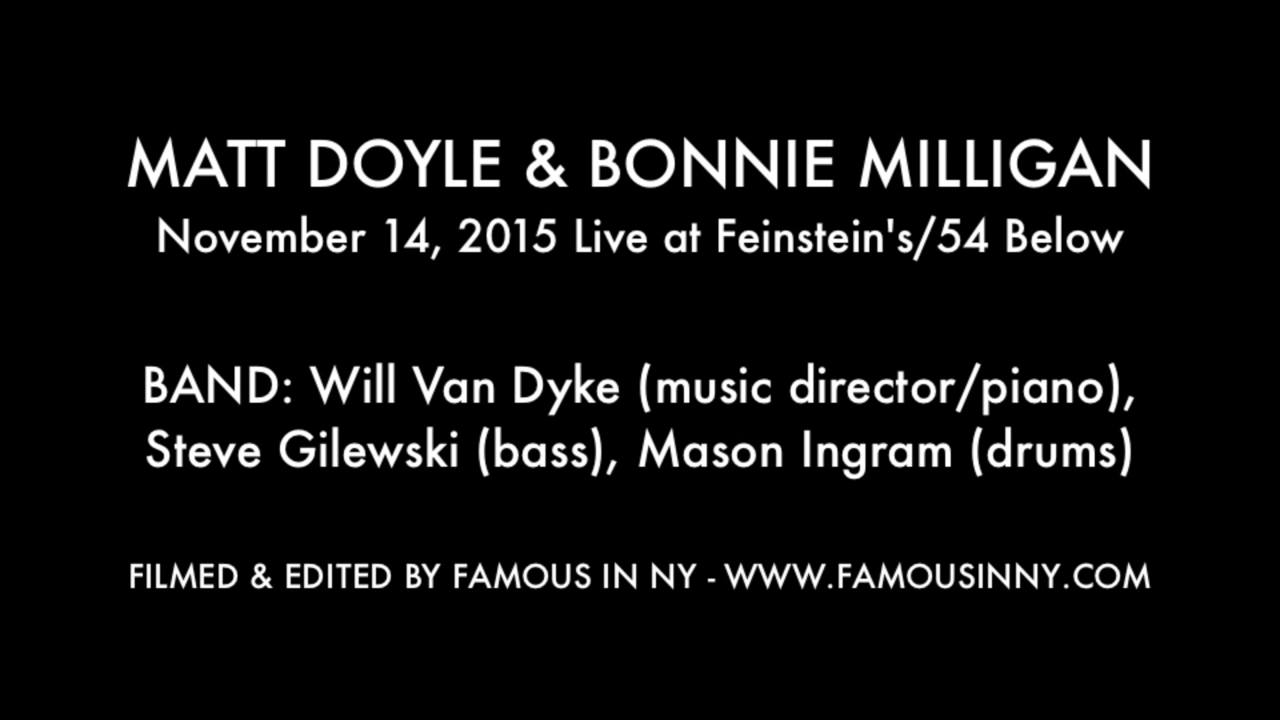 MATT DOYLE & BONNIE MILLIGAN
November 14, 2015 Live at Feinstein's/54 Below
BAND: Will Van Dyke (music director/piano),
Steve Gilewski (bass), Mason Ingram (drums)
FILMED & EDITED BY FAMOUS IN NY - WWW.FAMOUSINNY.COM